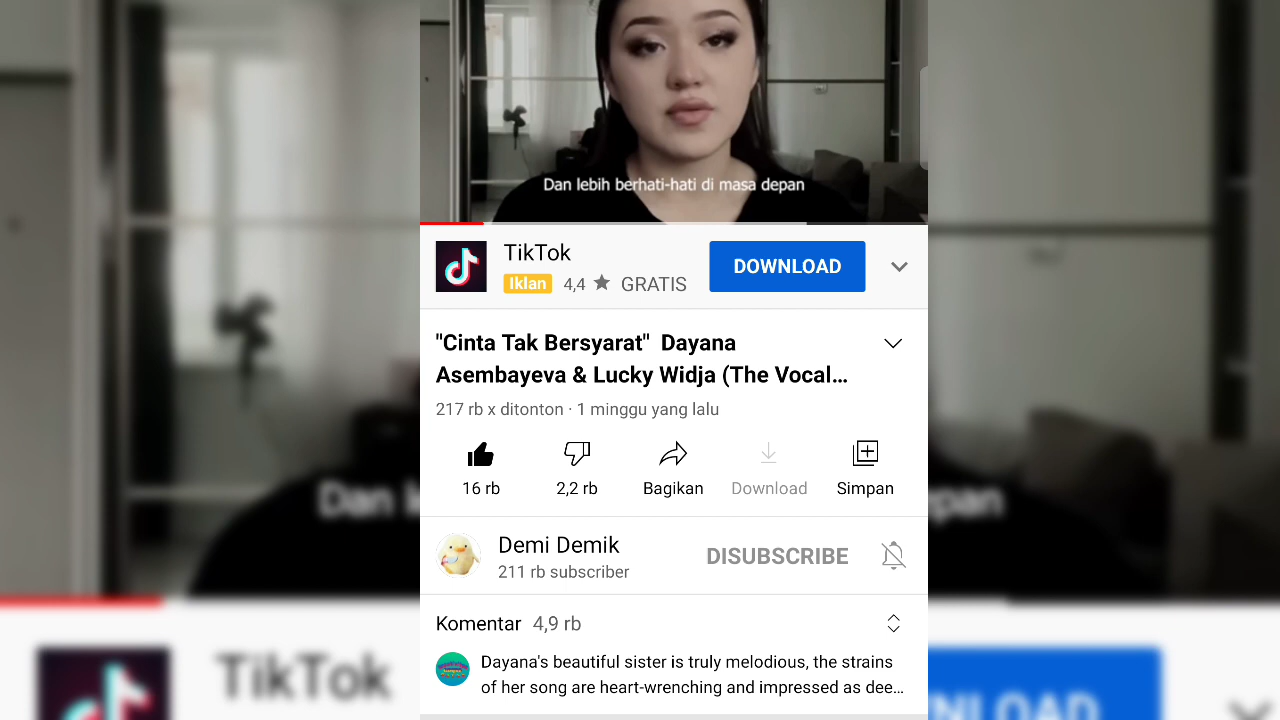 Dan lebih berhati-hati di masa depan
TikTok
Iklan 4,4 ★ GRATIS
DOWNLOAD
"Cinta Tak Bersyarat" Dayana
Asembayeva & Lucky Widja (The Vocal…
217 rb x ditonton · 1 minggu yang lalu
16 rb
2,2 rb
Bagikan
Download
Simpan
Demi Demik
211 rb subscriber
DISUBSCRIBE
Komentar 4,9 rb
Dayana's beautiful sister is truly melodious, the strains
of her song are heart-wrenching and impressed as dee…